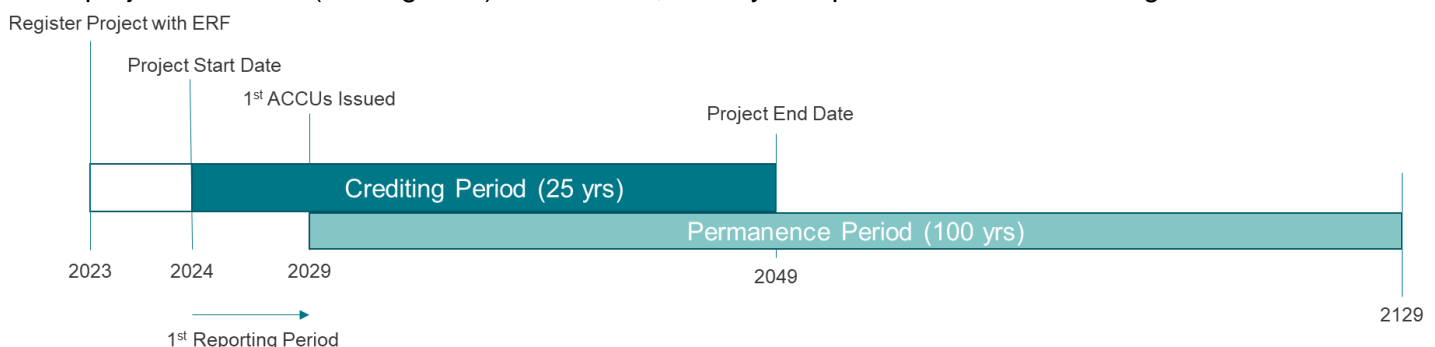 Register Project with ERF
Project Start Date
1st ACCUs Issued
Project End Date
Crediting Period (25 yrs)
Permanence Period (100 yrs)
2023
2024
2029
2049
2129
1st Reporting Period